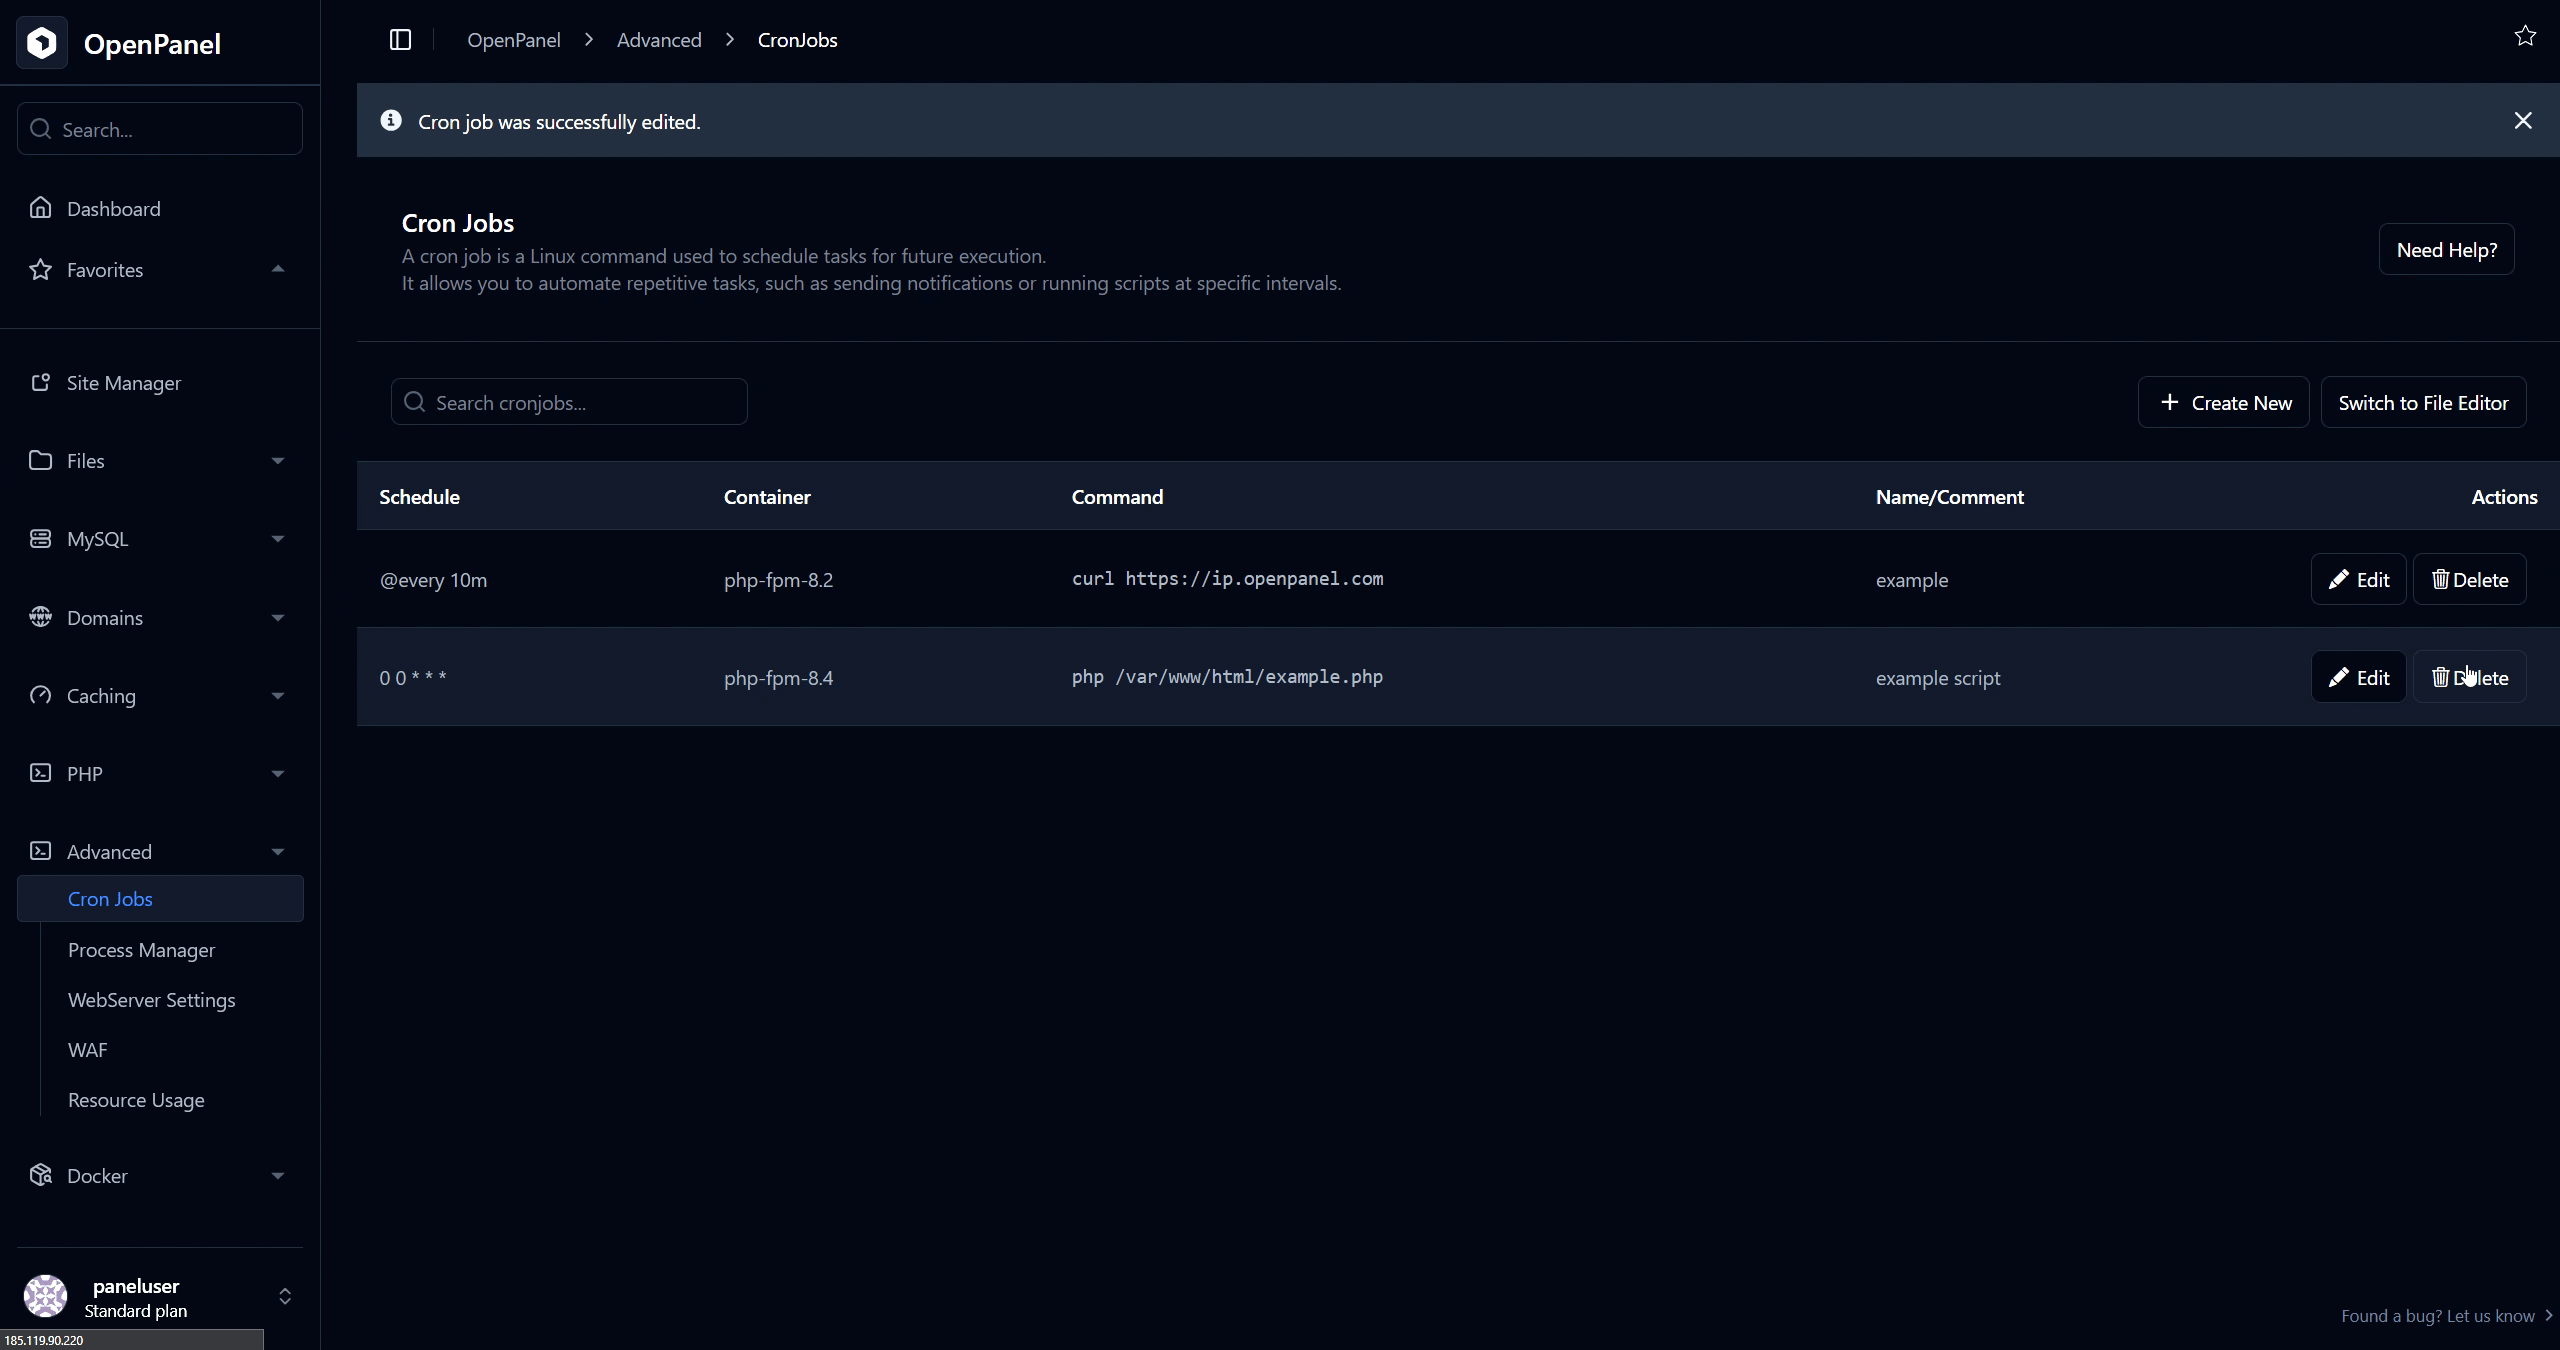 OpenPanel
Search...
Dashboard
Favorites
Site Manager
Files
MySQL
Domains
Caching
PHP
Advanced
Cron Jobs
Process Manager
WebServer Settings
WAF
Resource Usage
Docker
paneluser
Standard plan
185.119.90.220
OpenPanel > Advanced > CronJobs
Cron job was successfully edited.
Cron Jobs
A cron job is a Linux command used to schedule tasks for future execution.
It allows you to automate repetitive tasks, such as sending notifications or running scripts at specific intervals.
Need Help?
Search cronjobs...
+ Create New Switch to File Editor
Schedule Container Command Name/Comment Actions
@every 10m php-fpm-8.2 curl https://ip.openpanel.com example Edit Delete
0 0 * * * php-fpm-8.4 php /var/www/html/example.php example script Edit Delete
Found a bug? Let us know >